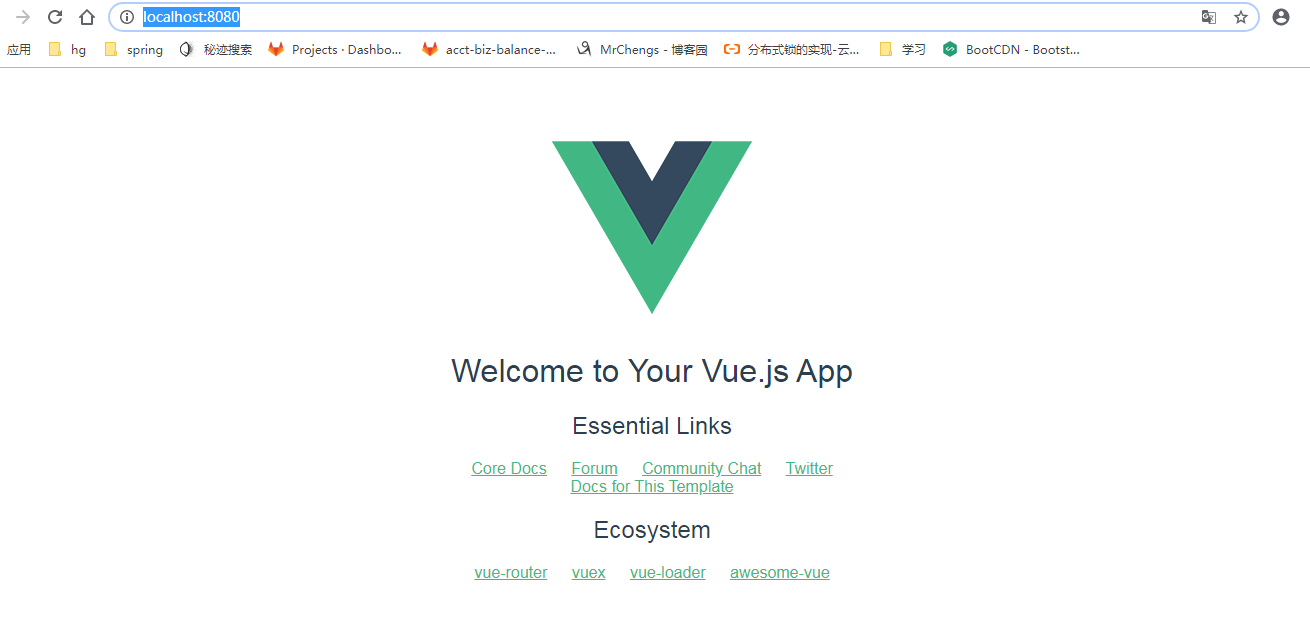 localhost:8080
应用 hg spring 秘迹搜索 Projects · Dashbo... acct-biz-balance-... MrChengs - 博客园 分布式锁的实现-云... 学习 BootCDN - Bootst...
Welcome to Your Vue.js App
Essential Links
Core Docs Forum Community Chat Twitter
Docs for This Template
Ecosystem
vue-router vuex vue-loader awesome-vue